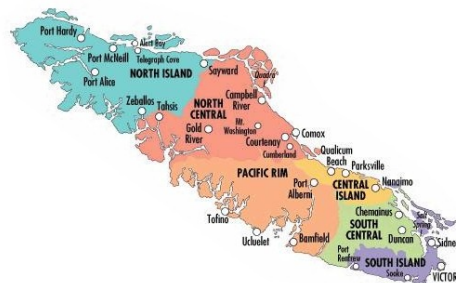 Port Hardy
Port McNeill
Alert Bay
Telegraph Cove
Port Alice
NORTH ISLAND
Sayward
Quadra I
Zeballos
Tahsis
NORTH
CENTRAL
Campbell
River
Gold
River
Mt.
Washington
Comox
Courtenay
Cumberland
Qualicum
Beach
Parksville
PACIFIC RIM
Port
Alberni
CENTRAL
ISLAND
Nanaimo
Tofino
Ucluelet
Bamfield
Chemainus
Salt
Spring
SOUTH
CENTRAL
Duncan
Sidne
Port
Renfrew
SOUTH ISLAND
Sooke
VICTOR